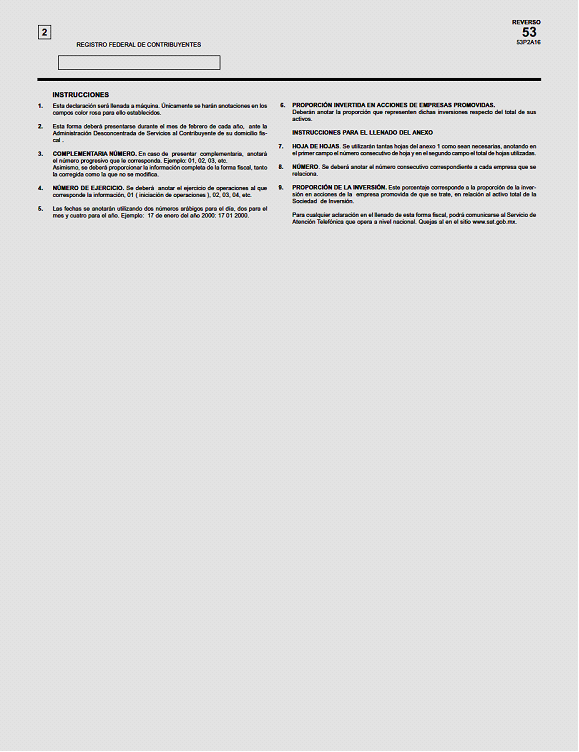 REVERSO
53
53P2A16
2
REGISTRO FEDERAL DE CONTRIBUYENTES
INSTRUCCIONES
1. Esta declaración será llenada a máquina. Únicamente se harán anotaciones en los
campos color rosa para ello establecidos.
2. Esta forma deberá presentarse durante el mes de febrero de cada año, ante la
Administración Desconcentrada de Servicios al Contribuyente de su domicilio fis-
cal .
3. COMPLEMENTARIA NÚMERO. En caso de presentar complementaria, anotará
el número progresivo que le corresponda. Ejemplo: 01, 02, 03, etc.
Asimismo, se deberá proporcionar la información completa de la forma fiscal, tanto
la corregida como la que no se modifica.
4. NÚMERO DE EJERCICIO. Se deberá anotar el ejercicio de operaciones al que
corresponde la información, 01 ( iniciación de operaciones ), 02, 03, 04, etc.
5. Las fechas se anotarán utilizando dos números arábigos para el día, dos para el
mes y cuatro para el año. Ejemplo: 17 de enero del año 2000: 17 01 2000.
6. PROPORCIÓN INVERTIDA EN ACCIONES DE EMPRESAS PROMOVIDAS.
Deberán anotar la proporción que representen dichas inversiones respecto del total de sus
activos.
INSTRUCCIONES PARA EL LLENADO DEL ANEXO
7. HOJA DE HOJAS. Se utilizarán tantas hojas del anexo 1 como sean necesarias, anotando en
el primer campo el número consecutivo de hoja y en el segundo campo el total de hojas utilizadas.
8. NÚMERO. Se deberá anotar el número consecutivo correspondiente a cada empresa que se
relaciona.
9. PROPORCIÓN DE LA INVERSIÓN. Este porcentaje corresponde a la proporción de la inver-
sión en acciones de la empresa promovida de que se trate, en relación al activo total de la
Sociedad de Inversión.
Para cualquier aclaración en el llenado de esta forma fiscal, podrá comunicarse al Servicio de
Atención Telefónica que opera a nivel nacional. Quejas al en el sitio www.sat.gob.mx.